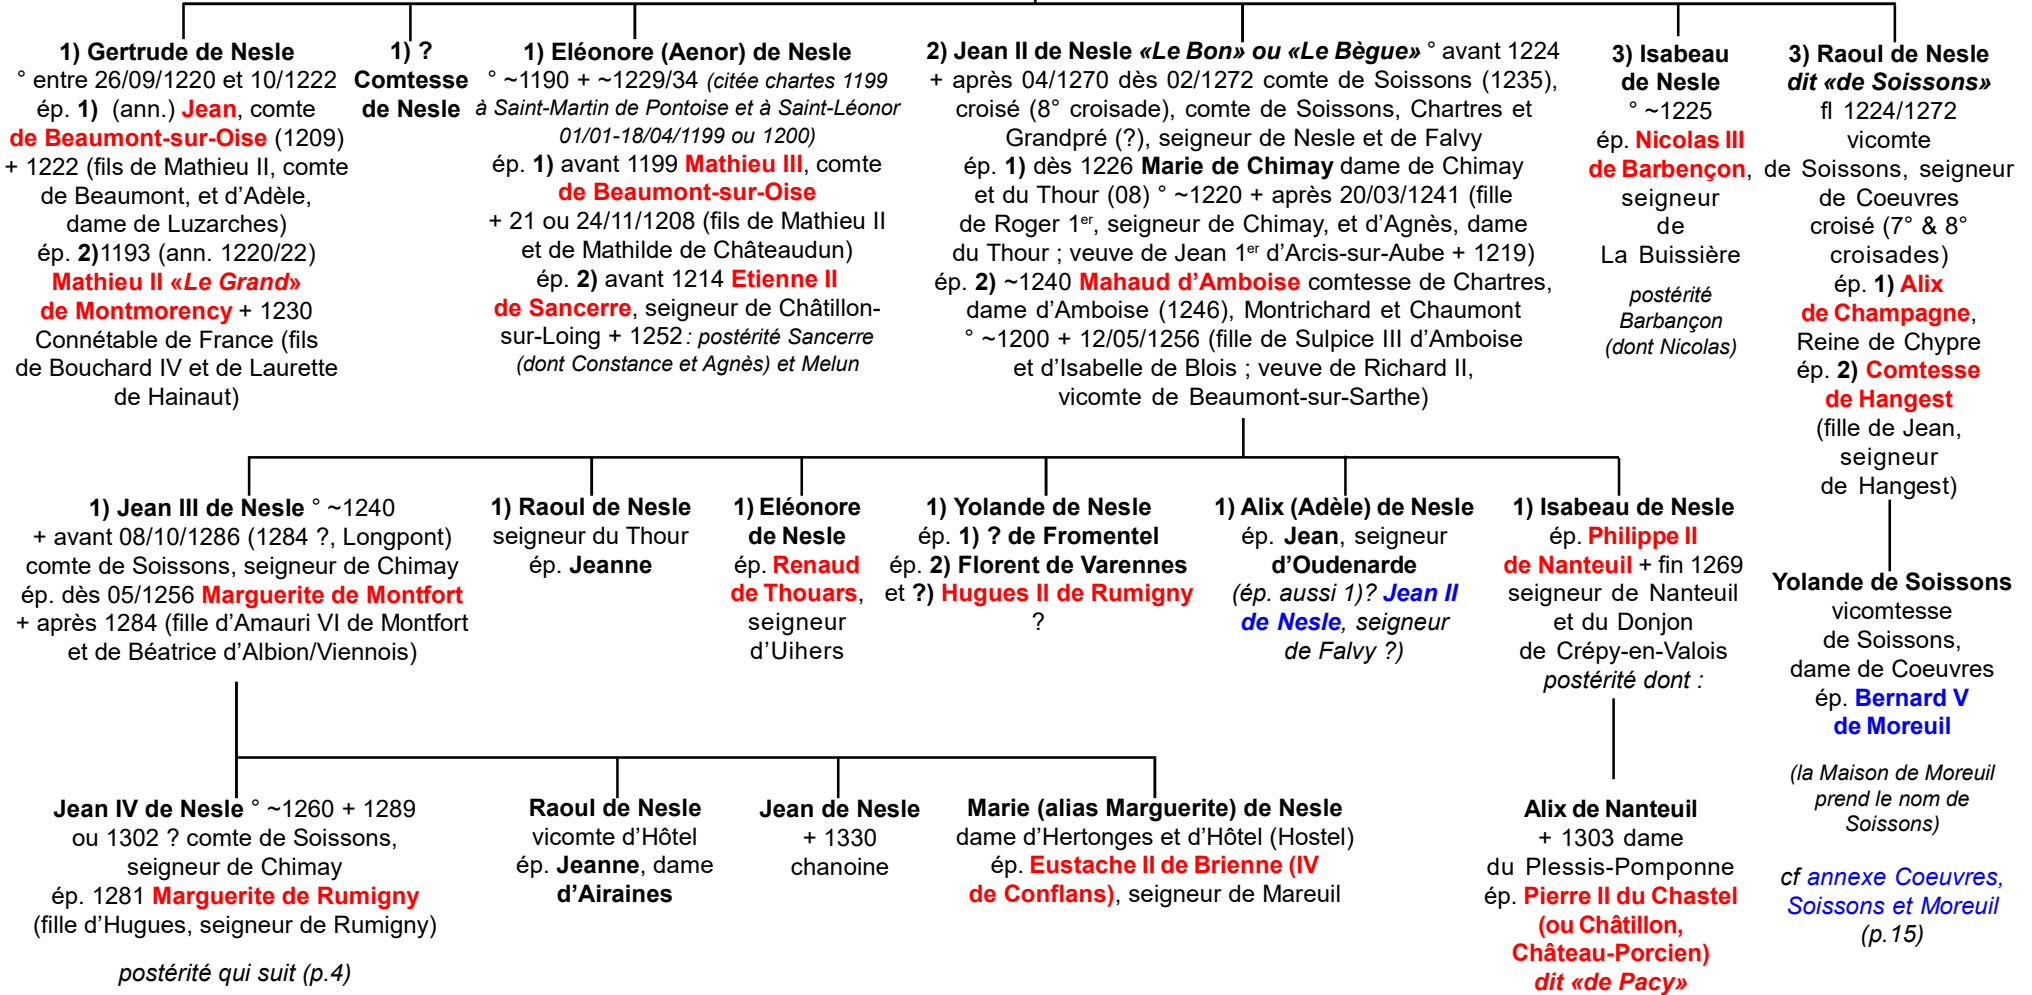 1) Gertrude de Nesle
° entre 26/09/1220 et 10/1222
ép. 1) (ann.) Jean, comte
de Beaumont-sur-Oise (1209)
+ 1222 (fils de Mathieu II, comte
de Beaumont, et d’Adèle,
dame de Luzarches)
ép. 2)1193 (ann. 1220/22)
Mathieu II «Le Grand»
de Montmorency + 1230
Connétable de France (fils
de Bouchard IV et de Laurette
de Hainaut)
1) ?
Comtesse
de Nesle
1) Eléonore (Aenor) de Nesle
° ~1190 + ~1229/34 (citée chartes 1199
à Saint-Martin de Pontoise et à Saint-Léonor
01/01-18/04/1199 ou 1200)
ép. 1) avant 1199 Mathieu III, comte
de Beaumont-sur-Oise
+ 21 ou 24/11/1208 (fils de Mathieu II
et de Mathilde de Châteaudun)
ép. 2) avant 1214 Etienne II
de Sancerre, seigneur de Châtillon-
sur-Loing + 1252 : postérité Sancerre
(dont Constance et Agnès) et Melun
2) Jean II de Nesle «Le Bon» ou «Le Bègue» ° avant 1224
+ après 04/1270 dès 02/1272 comte de Soissons (1235),
croisé (8° croisade), comte de Soissons, Chartres et
Grandpré (?), seigneur de Nesle et de Falvy
ép. 1) dès 1226 Marie de Chimay dame de Chimay
et du Thour (08) ° ~1220 + après 20/03/1241 (fille
de Roger 1er, seigneur de Chimay, et d’Agnès, dame
du Thour ; veuve de Jean 1er d’Arcis-sur-Aube + 1219)
ép. 2) ~1240 Mahaud d’Amboise comtesse de Chartres,
dame d’Amboise (1246), Montrichard et Chaumont
° ~1200 + 12/05/1256 (fille de Sulpice III d’Amboise
et d’Isabelle de Blois ; veuve de Richard II,
vicomte de Beaumont-sur-Sarthe)
3) Isabeau
de Nesle
° ~1225
ép. Nicolas III
de Barbençon,
seigneur
de
La Buissière
postérité
Barbançon
(dont Nicolas)
3) Raoul de Nesle
dit «de Soissons»
fl 1224/1272
vicomte
de Soissons, seigneur
de Coeuvres
croisé (7° & 8°
croisades)
ép. 1) Alix
de Champagne,
Reine de Chypre
ép. 2) Comtesse
de Hangest
(fille de Jean,
seigneur
de Hangest)
1) Jean III de Nesle ° ~1240
+ avant 08/10/1286 (1284 ?, Longpont)
comte de Soissons, seigneur de Chimay
ép. dès 05/1256 Marguerite de Montfort
+ après 1284 (fille d’Amauri VI de Montfort
et de Béatrice d’Albion/Viennois)
1) Raoul de Nesle
seigneur du Thour
ép. Jeanne
1) Eléonore
de Nesle
ép. Renaud
de Thouars,
seigneur
d’Uihers
1) Yolande de Nesle
ép. 1) ? de Fromentel
ép. 2) Florent de Varennes
et ?) Hugues II de Rumigny
?
1) Alix (Adèle) de Nesle
ép. Jean, seigneur
d’Oudenarde
(ép. aussi 1)? Jean II
de Nesle, seigneur
de Falvy ?)
1) Isabeau de Nesle
ép. Philippe II
de Nanteuil + fin 1269
seigneur de Nanteuil
et du Donjon
de Crépy-en-Valois
postérité dont :
Yolande de Soissons
vicomtesse
de Soissons,
dame de Coeuvres
ép. Bernard V
de Moreuil
(la Maison de Moreuil
prend le nom de
Soissons)
cf annexe Coeuvres,
Soissons et Moreuil
(p.15)
Jean IV de Nesle ° ~1260 + 1289
ou 1302 ? comte de Soissons,
seigneur de Chimay
ép. 1281 Marguerite de Rumigny
(fille d’Hugues, seigneur de Rumigny)
postérité qui suit (p.4)
Raoul de Nesle
vicomte d’Hôtel
ép. Jeanne, dame
d’Airaines
Jean de Nesle
+ 1330
chanoine
Marie (alias Marguerite) de Nesle
dame d’Hertonges et d’Hôtel (Hostel)
ép. Eustache II de Brienne (IV
de Conflans), seigneur de Mareuil
Alix de Nanteuil
+ 1303 dame
du Plessis-Pomponne
ép. Pierre II du Chastel
(ou Châtillon,
Château-Porcien)
dit «de Pacy»